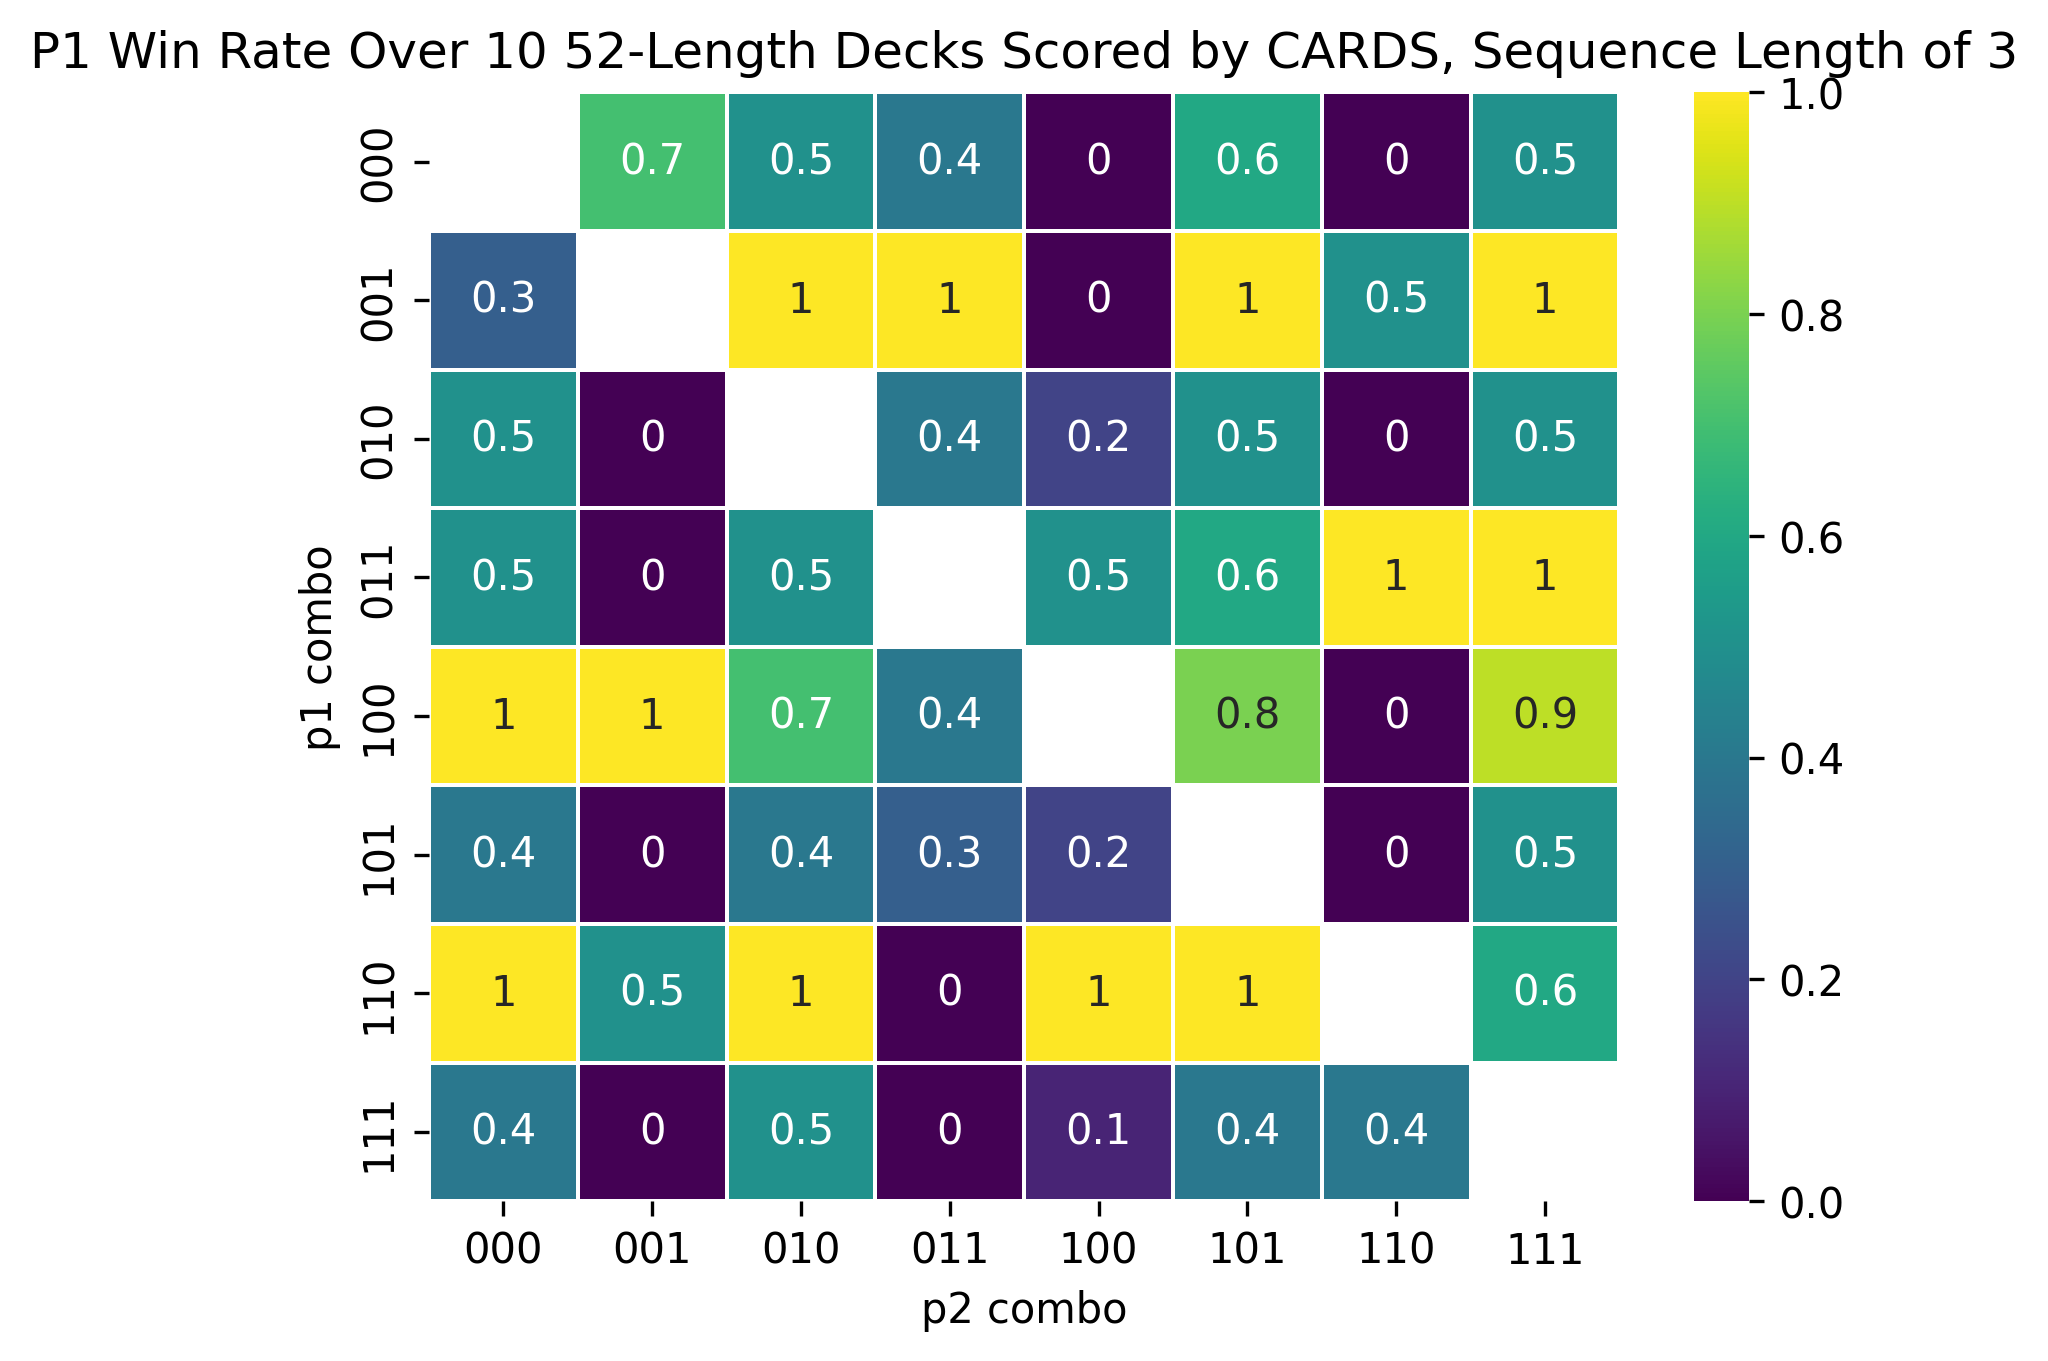 P1 Win Rate Over 10 52-Length Decks Scored by CARDS, Sequence Length of 3
1.0
000 0.7 0.5 0.4 0 0.6 0 0.5
001 0.3 1 1 0 1 0.5 1
0.8
010 0.5 0 0.4 0.2 0.5 0 0.5
0.6
011 0.5 0 0.5 0.5 0.6 1 1
p1 combo
100 1 1 0.7 0.4 0.8 0 0.9
0.4
101 0.4 0 0.4 0.3 0.2 0 0.5
0.2
110 1 0.5 1 0 1 1 0.6
111 0.4 0 0.5 0 0.1 0.4 0.4
0.0
000 001 010 011 100 101 110 111
p2 combo